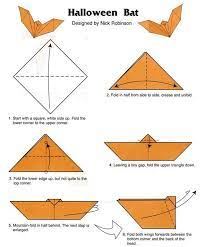 Halloween Bat
Designed by Nick Robinson
1 Start with a square, white side up. Fold the
lower corner to the upper corner.
2. Fold in half from side to side, crease and unfold
3. Fold the lower edge up, but not quite to the
top corner.
4. Leaving a tiny gap, fold the upper triangle down.
5. Mountain fold in half behind. The next step is
enlarged.
6. Fold both wings forwards between the
bottom corner and the back of the
head.